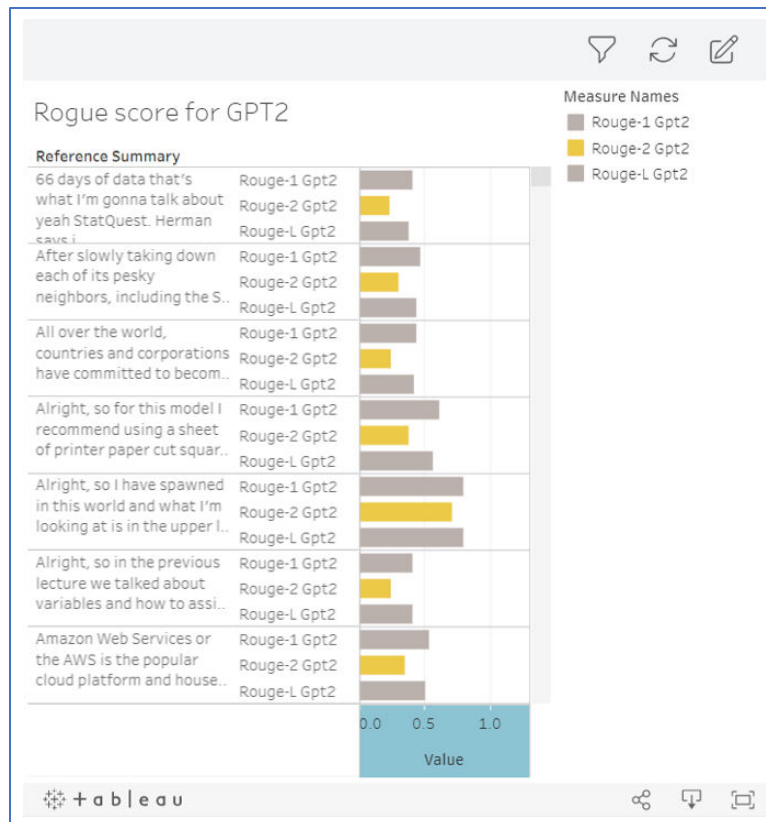 Rogue score for GPT2
Measure Names
Rouge-1 Gpt2
Rouge-2 Gpt2
Rouge-L Gpt2
Reference Summary
66 days of data that's
what I'm gonna talk about
yeah StatQuest. Herman
says i
Rouge-1 Gpt2
Rouge-2 Gpt2
Rouge-L Gpt2
After slowly taking down
each of its pesky
neighbors, including the S..
Rouge-1 Gpt2
Rouge-2 Gpt2
Rouge-L Gpt2
All over the world,
countries and corporations
have committed to becom..
Rouge-1 Gpt2
Rouge-2 Gpt2
Rouge-L Gpt2
Alright, so for this model I
recommend using a sheet
of printer paper cut squar..
Rouge-1 Gpt2
Rouge-2 Gpt2
Rouge-L Gpt2
Alright, so I have spawned
in this world and what I'm
looking at is in the upper l..
Rouge-1 Gpt2
Rouge-2 Gpt2
Rouge-L Gpt2
Alright, so in the previous
lecture we talked about
variables and how to assi..
Rouge-1 Gpt2
Rouge-2 Gpt2
Rouge-L Gpt2
Amazon Web Services or
the AWS is the popular
cloud platform and house..
Rouge-1 Gpt2
Rouge-2 Gpt2
Rouge-L Gpt2
0.0 0.5 1.0
Value
+ a b l e a u